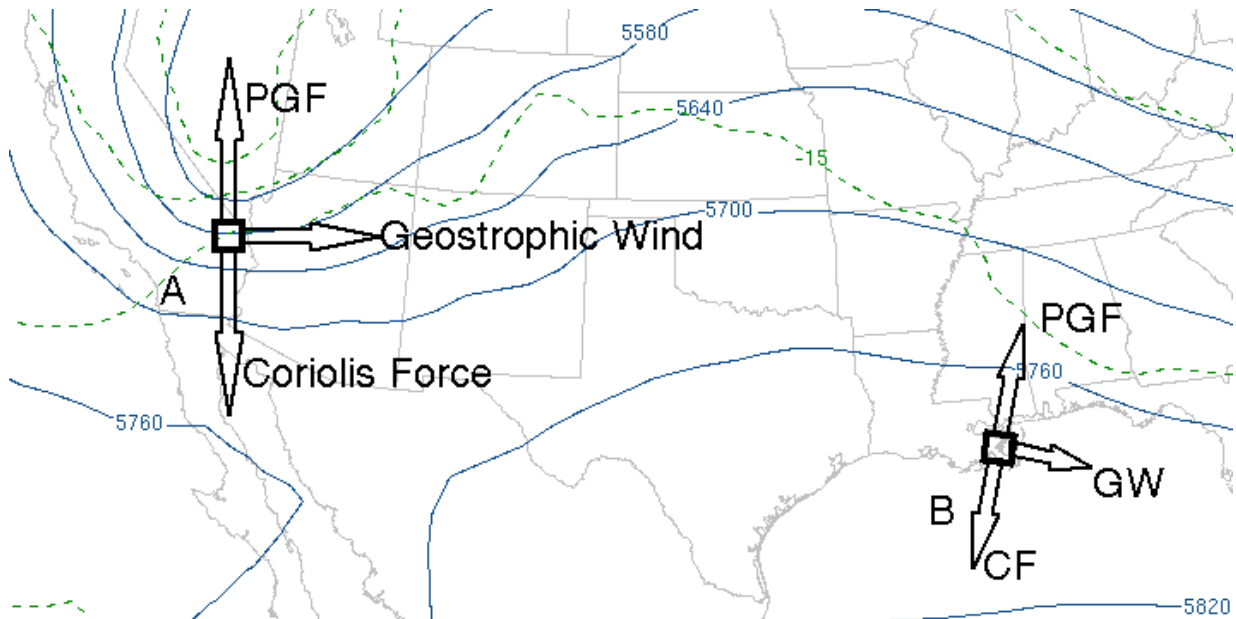 5580
PGF
5640
-15
5700
Geostrophic Wind
A
PGF
Coriolis Force
5760
5760
GW
B
CF
5820